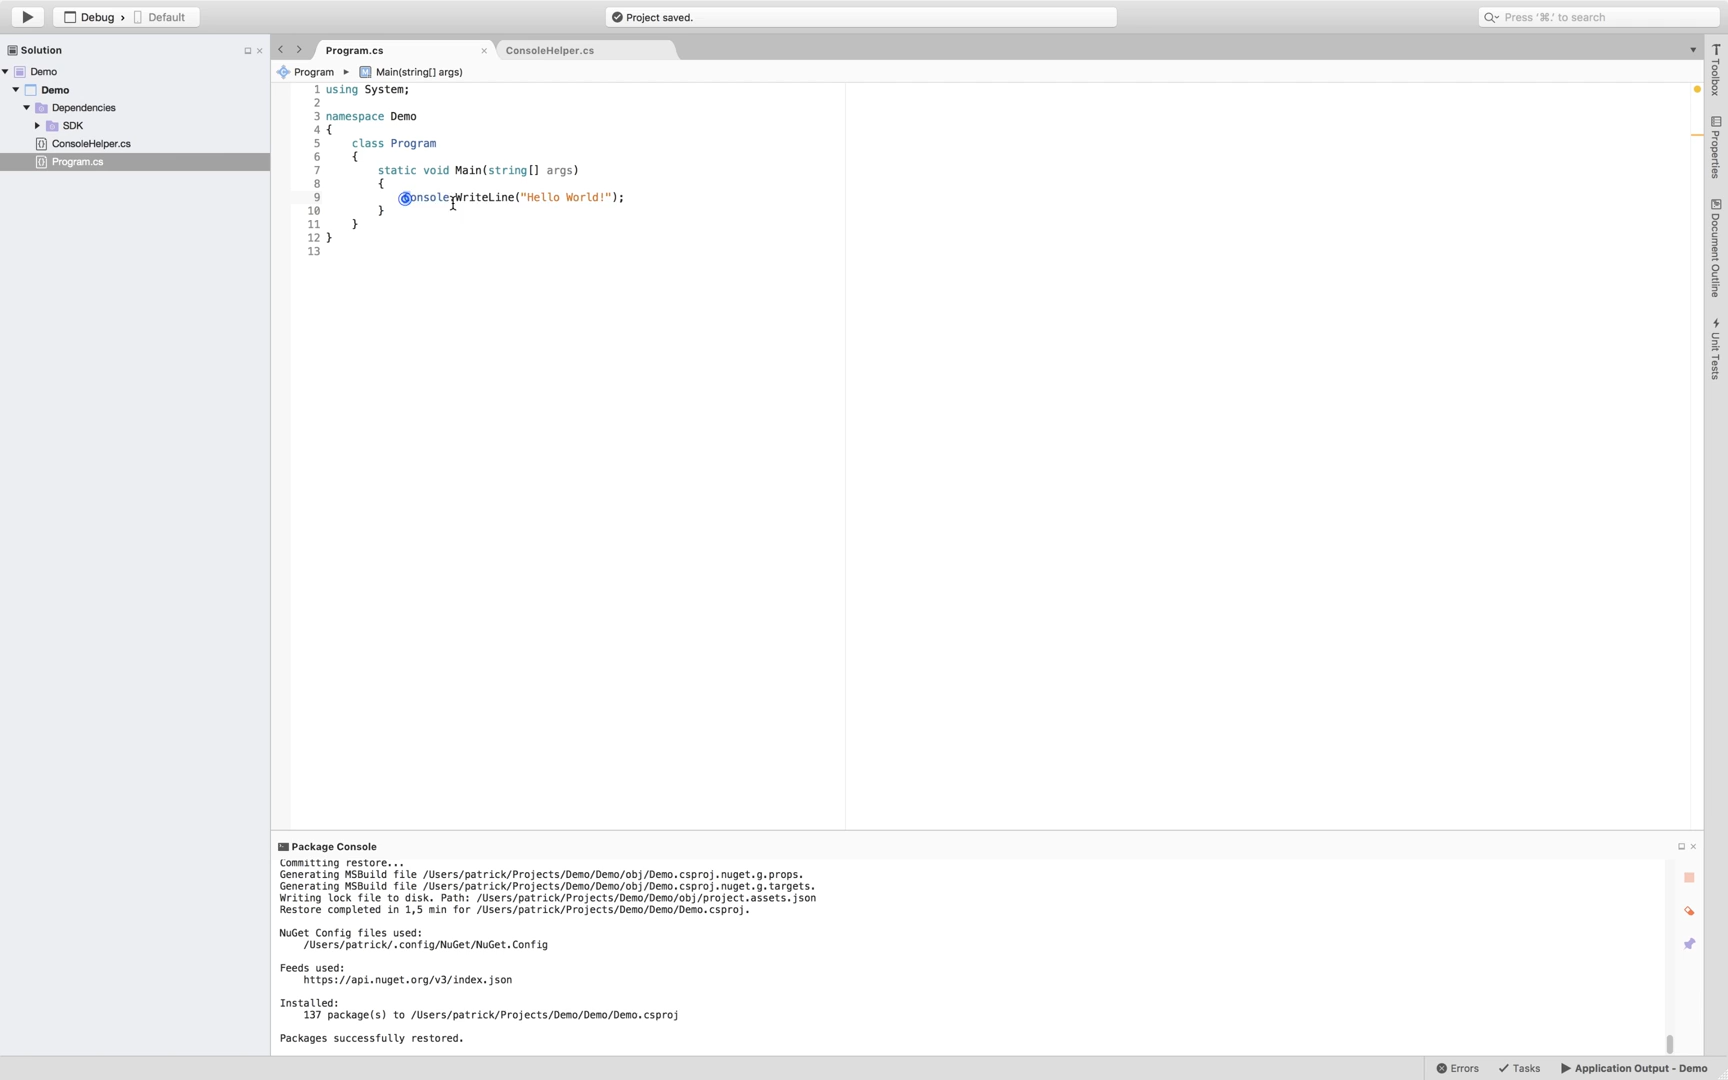 Debug › Default
Project saved.
Press '⌘.' to search
Solution
Demo
Demo
Dependencies
SDK
ConsoleHelper.cs
Program.cs
Program.cs
ConsoleHelper.cs
Program ▸ Main(string[] args)
1 using System;
2
3 namespace Demo
4 {
5 class Program
6 {
7 static void Main(string[] args)
8 {
9 Console.WriteLine("Hello World!");
10 }
11 }
12 }
13
Toolbox
Properties
Document Outline
Unit Tests
Package Console
Committing restore...
Generating MSBuild file /Users/patrick/Projects/Demo/Demo/obj/Demo.csproj.nuget.g.props.
Generating MSBuild file /Users/patrick/Projects/Demo/Demo/obj/Demo.csproj.nuget.g.targets.
Writing lock file to disk. Path: /Users/patrick/Projects/Demo/Demo/obj/project.assets.json
Restore completed in 1,5 min for /Users/patrick/Projects/Demo/Demo/Demo.csproj.
NuGet Config files used:
/Users/patrick/.config/NuGet/NuGet.Config
Feeds used:
https://api.nuget.org/v3/index.json
Installed:
137 package(s) to /Users/patrick/Projects/Demo/Demo/Demo.csproj
Packages successfully restored.
Errors
Tasks
Application Output - Demo